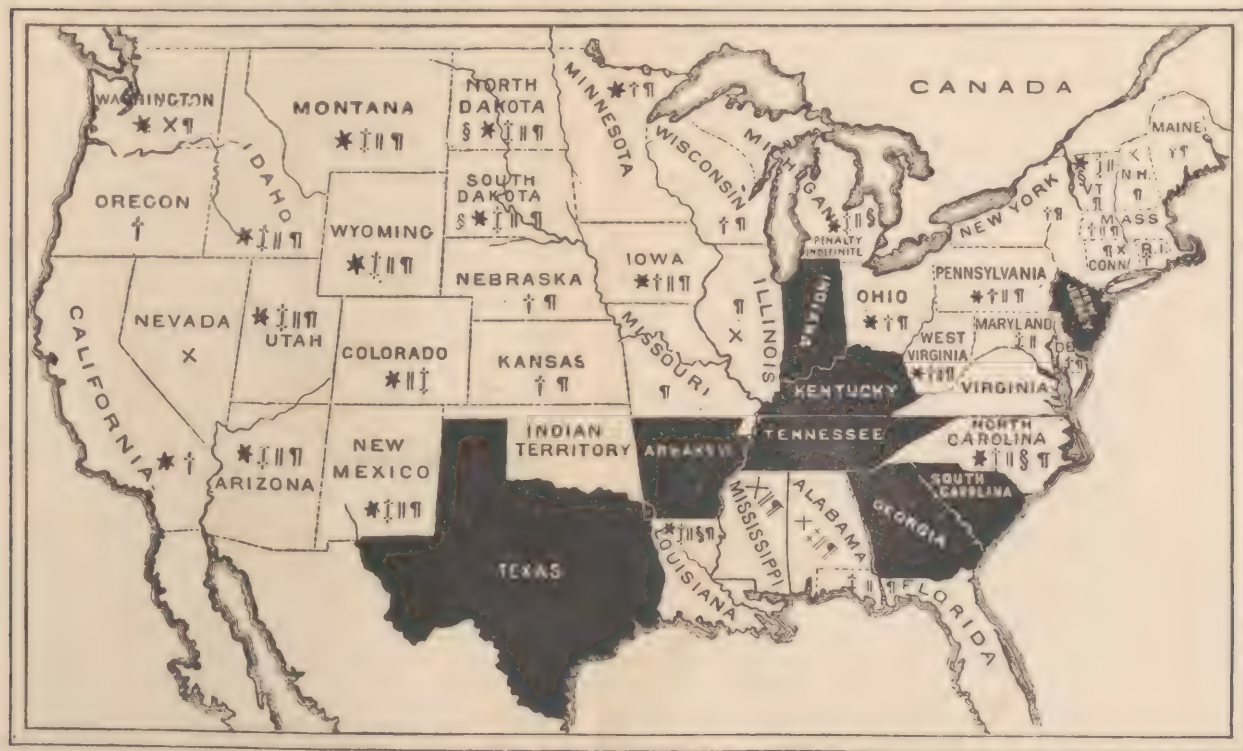 CANADA
WASHINGTON
* X ¶
MONTANA
* ‡ ‖ ¶
NORTH
DAKOTA
§ * ‡ ‖ ¶
MINNESOTA
* † ¶
WISCONSIN
† ¶
MICHIGAN
* ‡ ‖ §
PENALTY
INDEFINITE
MAINE
† ¶
N.H.
¶
* ‡ ‖
§
VT
¶
MASS
† ‖ ¶
¶ X
CONN
R.I.
†
NEW YORK
† ¶
OREGON
†
IDAHO
* ‡ ‖ ¶
WYOMING
* ‡ ‖ ¶
SOUTH
DAKOTA
§ * ‡ ‖ ¶
IOWA
* † ‖ ¶
NEBRASKA
† ¶
ILLINOIS
¶
X
OHIO
* † ¶
PENNSYLVANIA
* † ‖ ¶
CALIFORNIA
* †
NEVADA
X
UTAH
* ‡ ‖ ¶
COLORADO
* ‖ ‡
KANSAS
† ¶
MISSOURI
¶
INDIANA
KENTUCKY
WEST
VIRGINIA
* † ‖ ¶
MARYLAND
‡ ‖
VIRGINIA
ARIZONA
* ‡ ‖ ¶
NEW
MEXICO
* ‡ ‖ ¶
INDIAN
TERRITORY
ARKANSAS
TENNESSEE
NORTH
CAROLINA
* † ‖ § ¶
SOUTH
CAROLINA
GEORGIA
TEXAS
* ‡ ‖ § ¶
LOUISIANA
X ‖ ¶
MISSISSIPPI
ALABAMA
X ‡ ‖ ¶
‡ ‖ ¶ FLORIDA